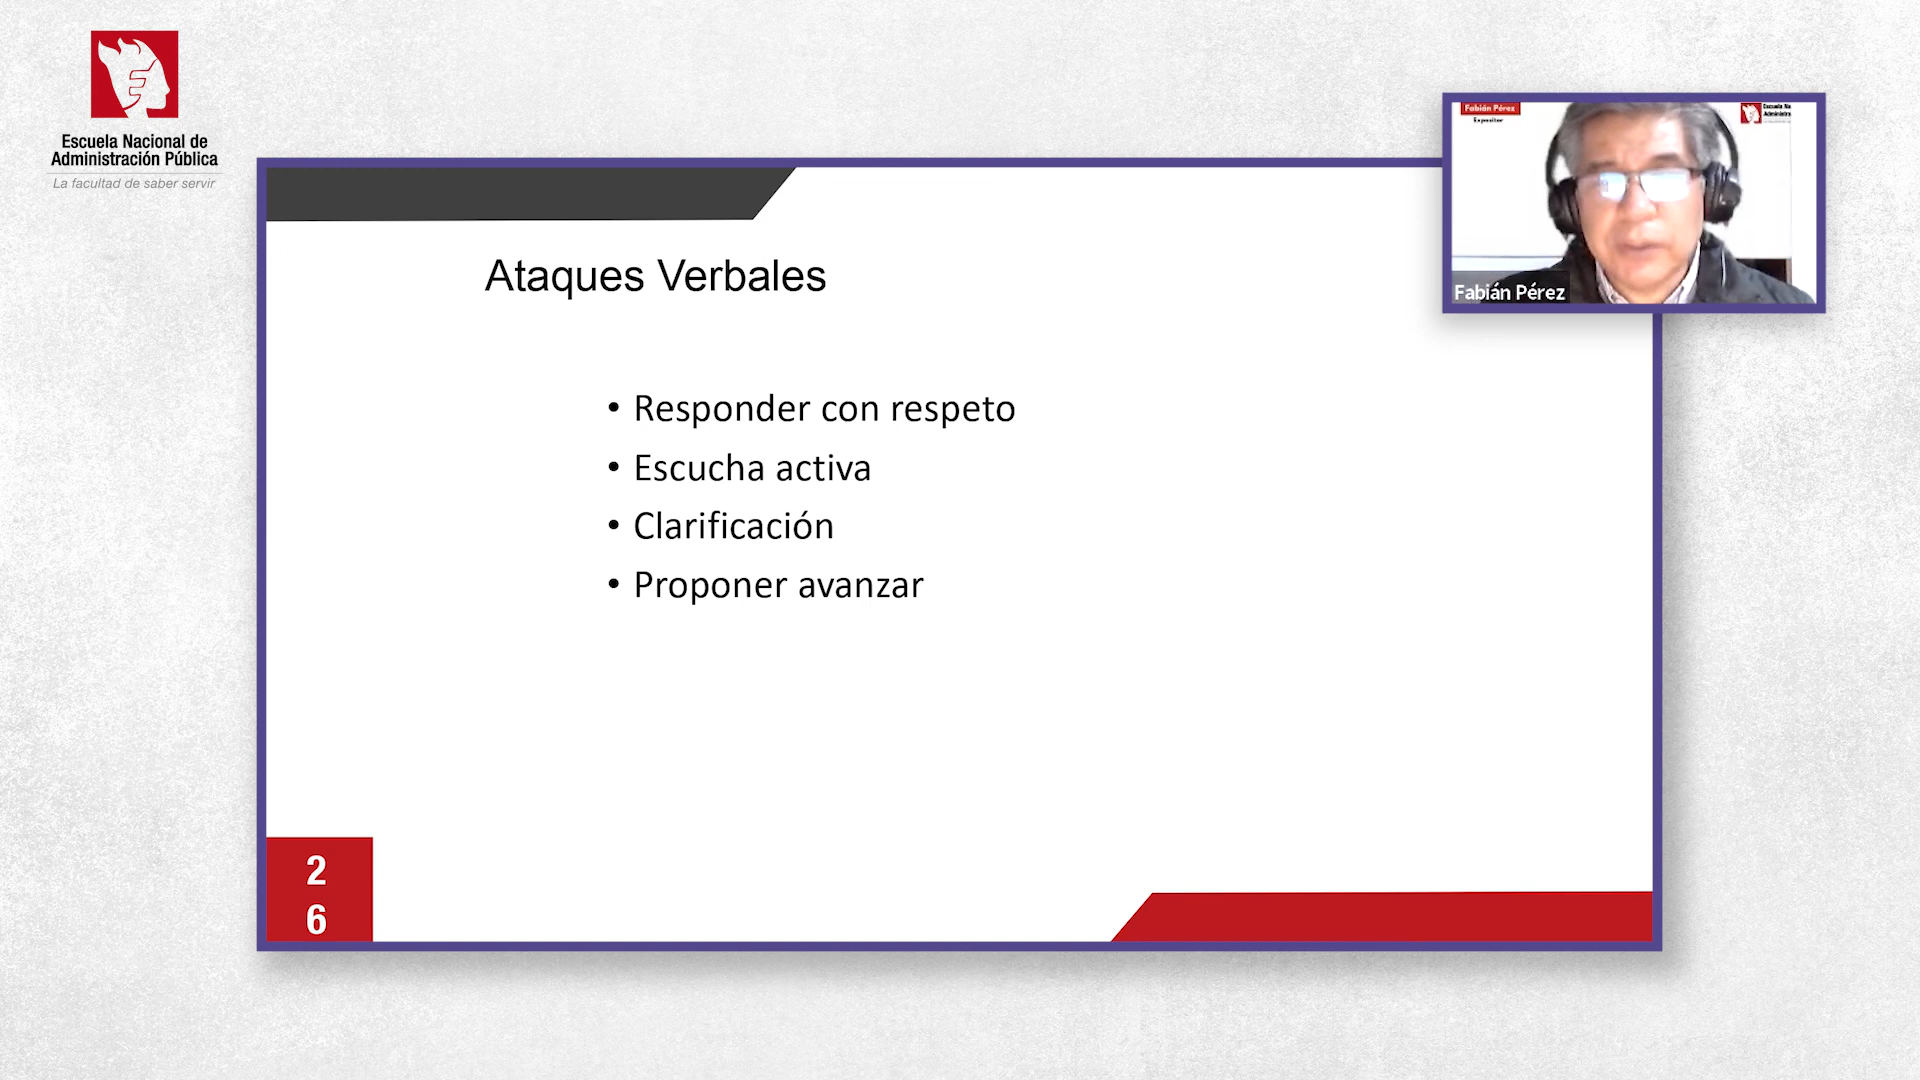 Escuela Nacional de
Administración Pública
La facultad de saber servir
Fabián Pérez
Expositor
Fabián Pérez
Ataques Verbales
• Responder con respeto
• Escucha activa
• Clarificación
• Proponer avanzar
2
6